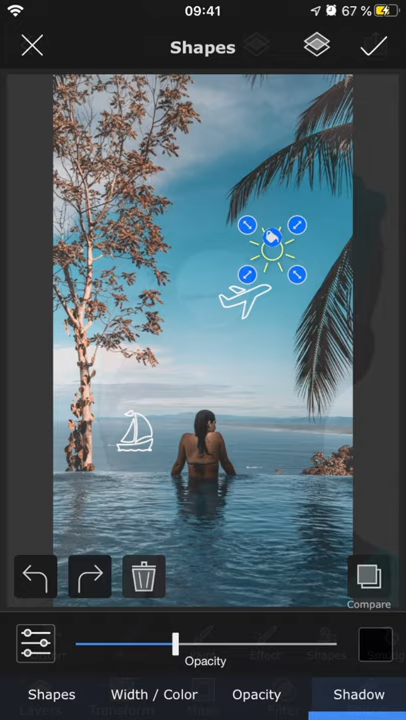 09:41
67 %
Shapes
Compare
Opacity
Shapes
Width / Color
Opacity
Shadow